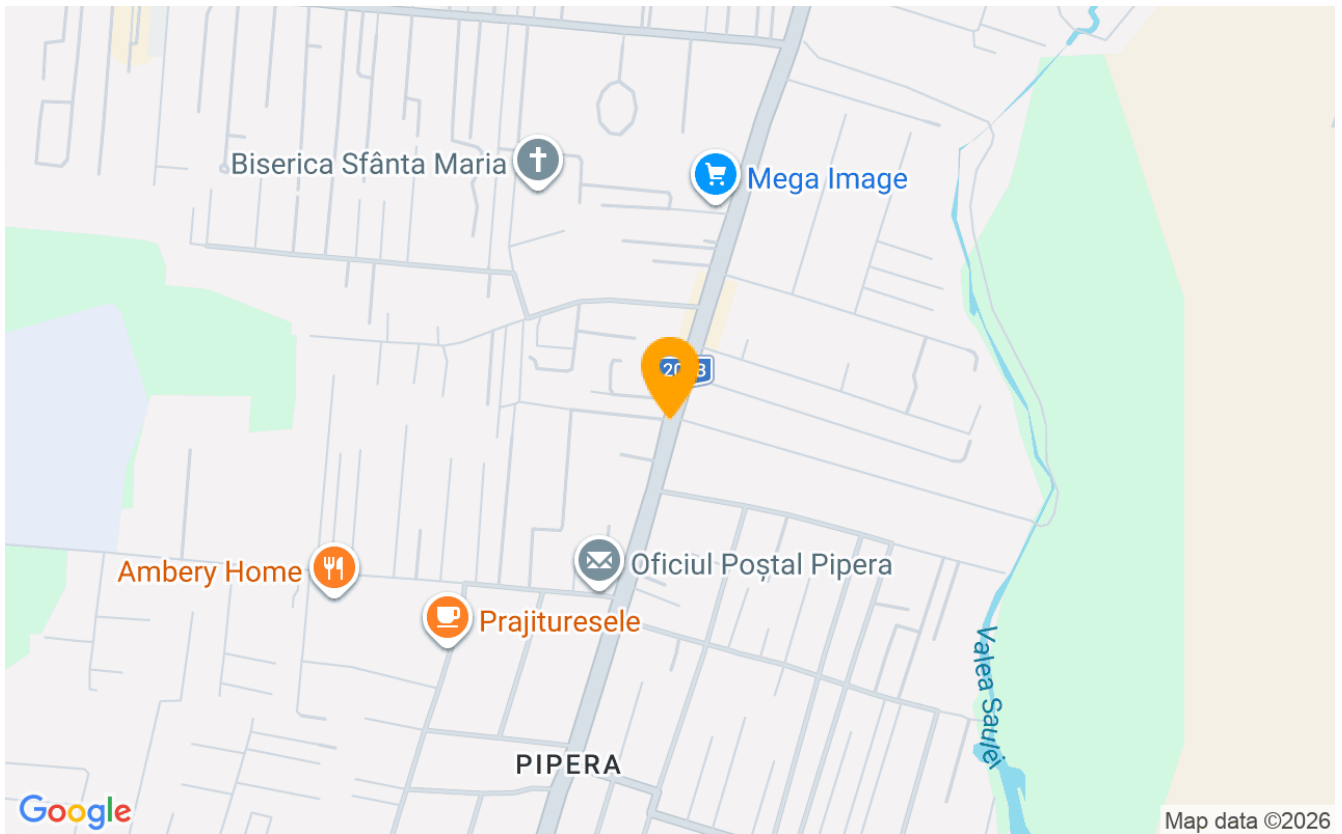 Biserica Sfânta Maria
Mega Image
Ambery Home
Oficiul Poștal Pipera
Prajituresele
Valea Saulei
PIPERA
Google
Map data ©2026